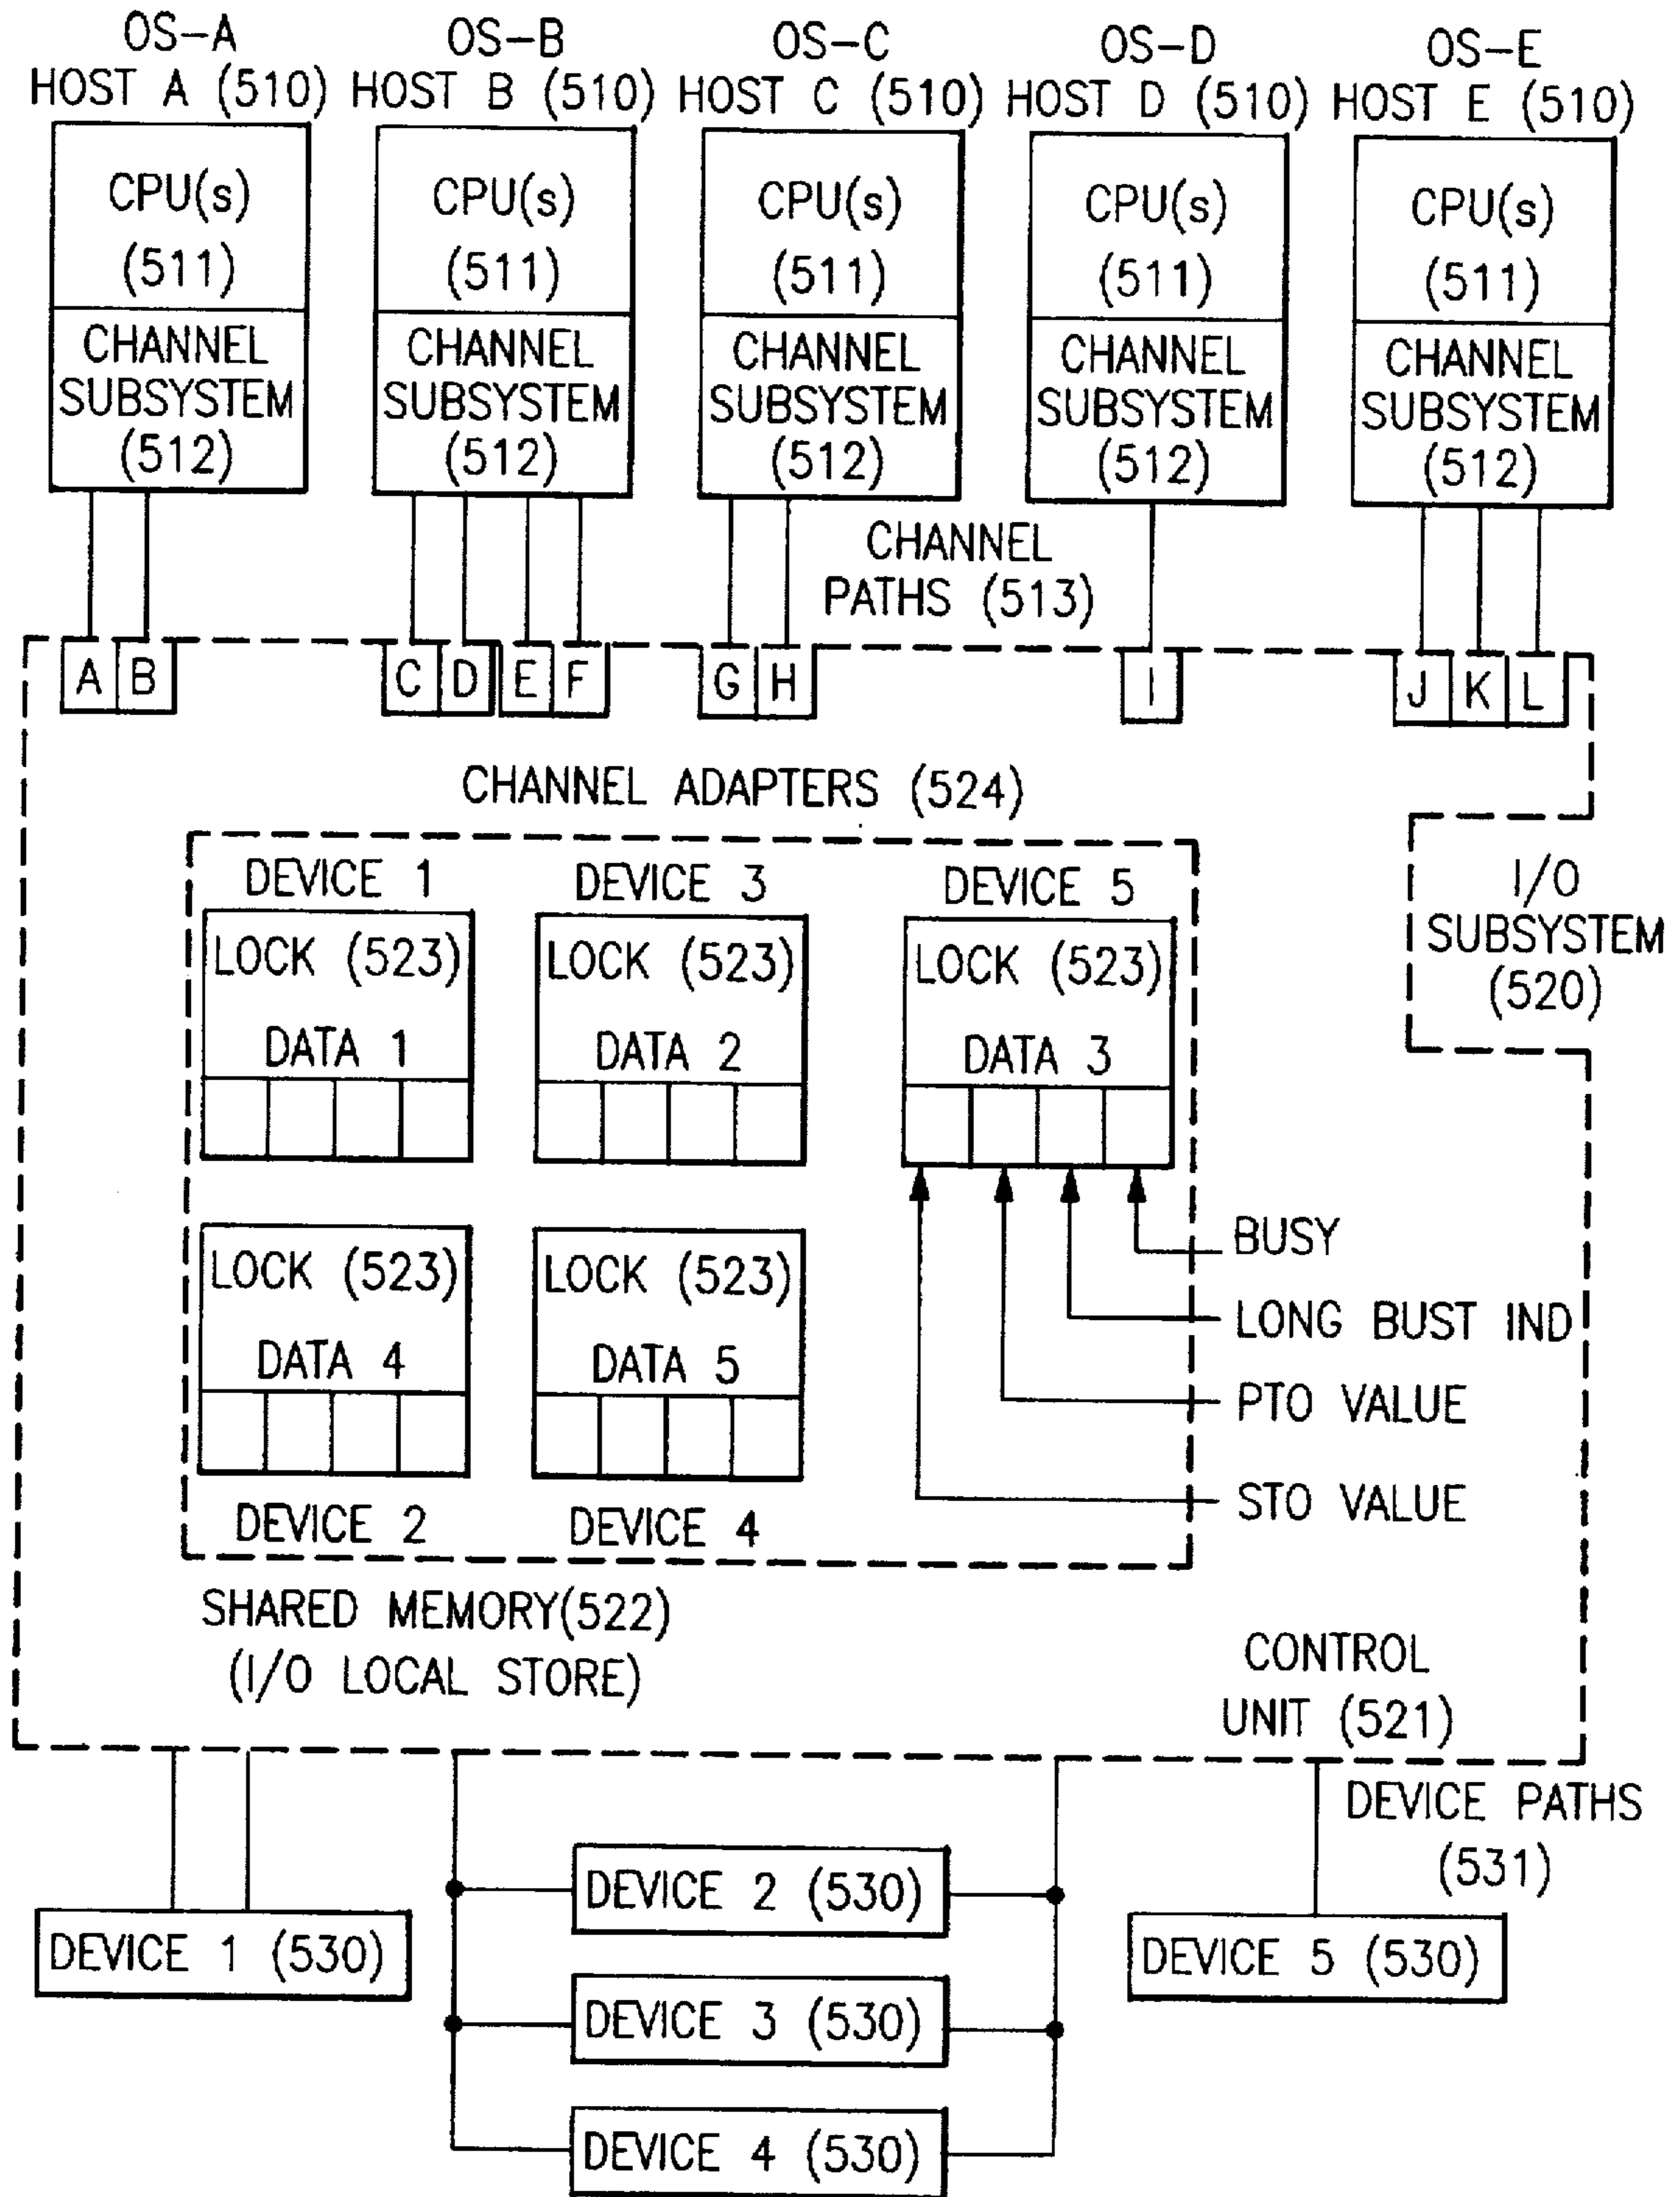 OS-A OS-B OS-C OS-D OS-E
HOST A (510) HOST B (510) HOST C (510) HOST D (510) HOST E (510)
CPU(s) CPU(s) CPU(s) CPU(s) CPU(s)
(511) (511) (511) (511) (511)
CHANNEL CHANNEL CHANNEL CHANNEL CHANNEL
SUBSYSTEM SUBSYSTEM SUBSYSTEM SUBSYSTEM SUBSYSTEM
(512) (512) (512) (512) (512)
CHANNEL
PATHS (513)
A B C D E F G H I J K L
CHANNEL ADAPTERS (524)
DEVICE 1 DEVICE 3 DEVICE 5
LOCK (523) LOCK (523) LOCK (523)
DATA 1 DATA 2 DATA 3
I/O
SUBSYSTEM
(520)
LOCK (523) LOCK (523)
DATA 4 DATA 5
DEVICE 2 DEVICE 4
BUSY
LONG BUST IND
PTO VALUE
STO VALUE
SHARED MEMORY(522)
(I/O LOCAL STORE)
CONTROL
UNIT (521)
DEVICE PATHS
(531)
DEVICE 1 (530)
DEVICE 2 (530)
DEVICE 3 (530)
DEVICE 4 (530)
DEVICE 5 (530)